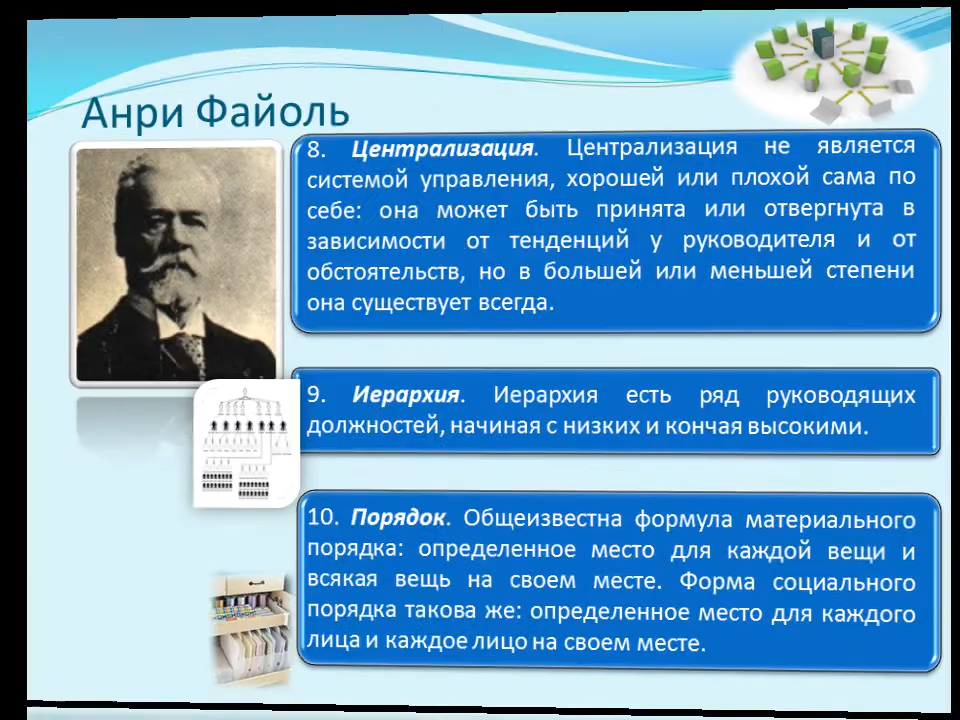 Анри Файоль
8. Централизация. Централизация не является
системой управления, хорошей или плохой сама по
себе: она может быть принята или отвергнута в
зависимости от тенденций у руководителя и от
обстоятельств, но в большей или меньшей степени
она существует всегда.
9. Иерархия. Иерархия есть ряд руководящих
должностей, начиная с низких и кончая высокими.
10. Порядок. Общеизвестна формула материального
порядка: определенное место для каждой вещи и
всякая вещь на своем месте. Форма социального
порядка такова же: определенное место для каждого
лица и каждое лицо на своем месте.